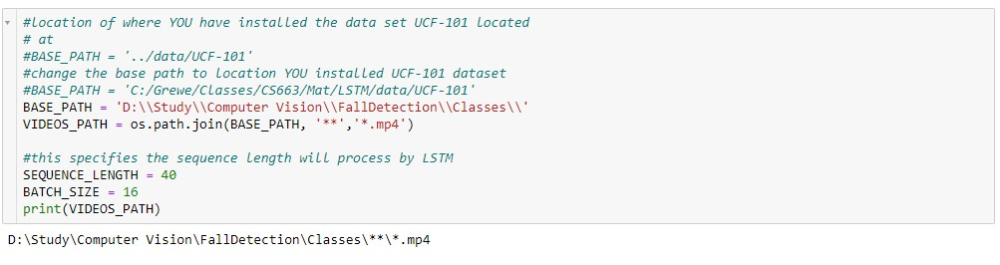 #location of where YOU have installed the data set UCF-101 located
# at
#BASE_PATH = '../data/UCF-101'
#change the base path to location YOU installed UCF-101 dataset
#BASE_PATH = 'C:/Grewe/Classes/CS663/Mat/LSTM/data/UCF-101'
BASE_PATH = 'D:\\Study\\Computer Vision\\FallDetection\\Classes\\'
VIDEOS_PATH = os.path.join(BASE_PATH, '**','*.mp4')
#this specifies the sequence length will process by LSTM
SEQUENCE_LENGTH = 40
BATCH_SIZE = 16
print(VIDEOS_PATH)
D:\Study\Computer Vision\FallDetection\Classes\**\*.mp4